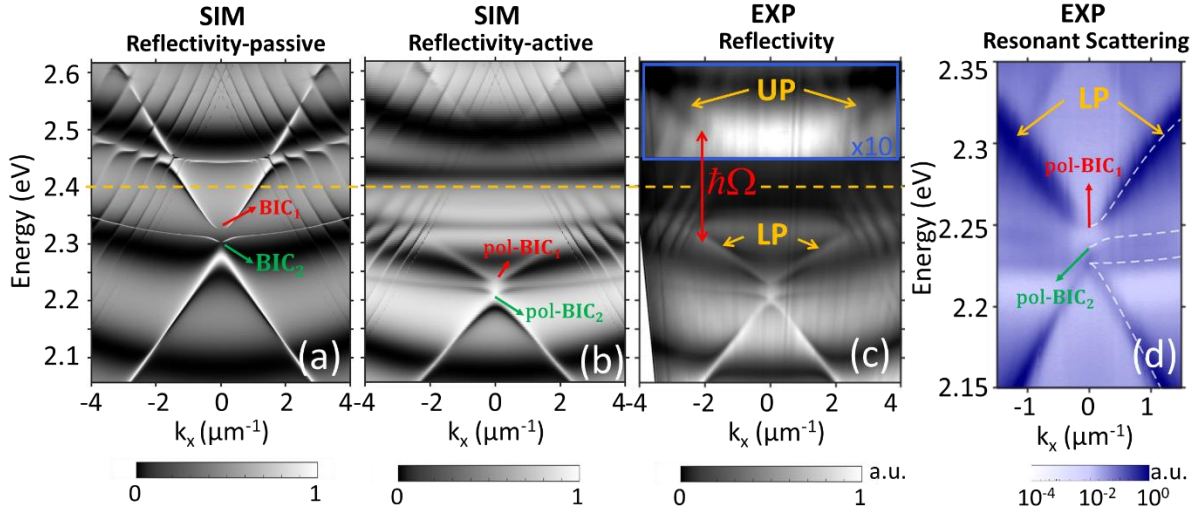 SIM
Reflectivity-passive
SIM
Reflectivity-active
EXP
Reflectivity
EXP
Resonant Scattering
Energy (eV)
2.6
2.5
2.4
2.3
2.2
2.1
BIC₁
BIC₂
(a)
-4 -2 0 2 4
kₓ (μm⁻¹)
0 1
pol-BIC₁
pol-BIC₂
(b)
-4 -2 0 2 4
kₓ (μm⁻¹)
0 1
UP
x10
ħΩ
LP
(c)
-4 -2 0 2 4
kₓ (μm⁻¹)
0 1
a.u.
Energy (eV)
2.35
2.3
2.25
2.2
2.15
LP
pol-BIC₁
pol-BIC₂
(d)
-1 0 1
kₓ (μm⁻¹)
a.u.
10⁻⁴ 10⁻² 10⁰